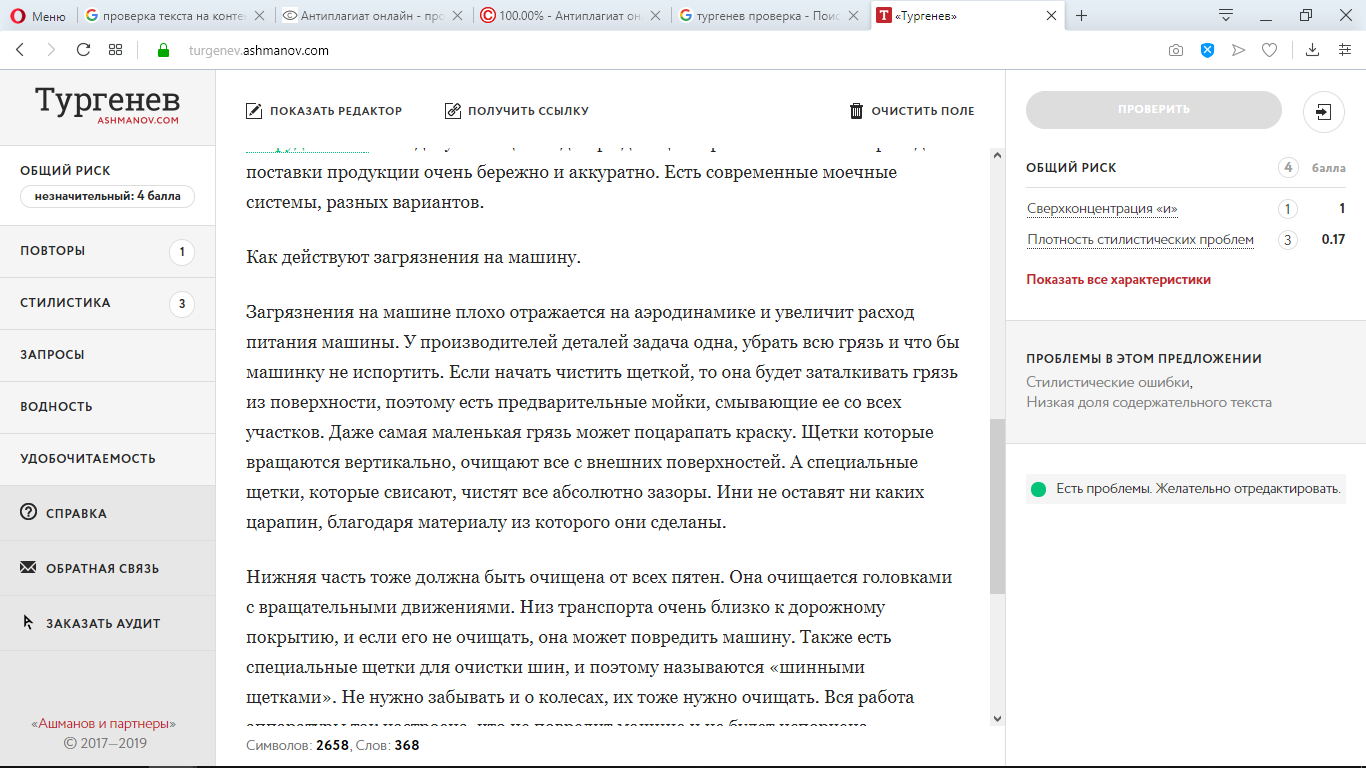 Меню
проверка текста на конте
Антиплагиат онлайн - про
100.00% - Антиплагиат он
тургенев проверка - Поис
«Тургенев»
turgenev.ashmanov.com
Тургенев
ASHMANOV.COM
ОБЩИЙ РИСК
незначительный: 4 балла
ПОВТОРЫ 1
СТИЛИСТИКА 3
ЗАПРОСЫ
ВОДНОСТЬ
УДОБОЧИТАЕМОСТЬ
СПРАВКА
ОБРАТНАЯ СВЯЗЬ
ЗАКАЗАТЬ АУДИТ
«Ашманов и партнеры»
© 2017—2019
ПОКАЗАТЬ РЕДАКТОР
ПОЛУЧИТЬ ССЫЛКУ
ОЧИСТИТЬ ПОЛЕ
поставки продукции очень бережно и аккуратно. Есть современные моечные
системы, разных вариантов.
Как действуют загрязнения на машину.
Загрязнения на машине плохо отражается на аэродинамике и увеличит расход
питания машины. У производителей деталей задача одна, убрать всю грязь и что бы
машинку не испортить. Если начать чистить щеткой, то она будет заталкивать грязь
из поверхности, поэтому есть предварительные мойки, смывающие ее со всех
участков. Даже самая маленькая грязь может поцарапать краску. Щетки которые
вращаются вертикально, очищают все с внешних поверхностей. А специальные
щетки, которые свисают, чистят все абсолютно зазоры. Ини не оставят ни каких
царапин, благодаря материалу из которого они сделаны.
Нижняя часть тоже должна быть очищена от всех пятен. Она очищается головками
с вращательными движениями. Низ транспорта очень близко к дорожному
покрытию, и если его не очищать, она может повредить машину. Также есть
специальные щетки для очистки шин, и поэтому называются «шинными
щетками». Не нужно забывать и о колесах, их тоже нужно очищать. Вся работа
Символов: 2658, Слов: 368
ПРОВЕРИТЬ
ОБЩИЙ РИСК 4 балла
Сверхконцентрация «и» 1 1
Плотность стилистических проблем 3 0.17
Показать все характеристики
ПРОБЛЕМЫ В ЭТОМ ПРЕДЛОЖЕНИИ
Стилистические ошибки,
Низкая доля содержательного текста
Есть проблемы. Желательно отредактировать.